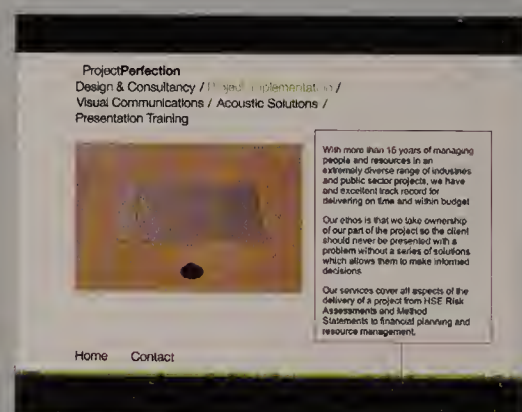 ProjectPerfection
Design & Consultancy / Project Implementation /
Visual Communications / Acoustic Solutions /
Presentation Training
With more than 16 years of managing
people and resources in an
extremely diverse range of industries
and public sector projects, we have
and excellent track record for
delivering on time and within budget
Our ethos is that we take ownership
of our part of the project so the client
should never be presented with a
problem without a series of solutions
which allows them to make informed
decisions
Our services cover all aspects of the
delivery of a project from HSE Risk
Assessments and Method
Statements to financial planning and
resource management.
Home Contact